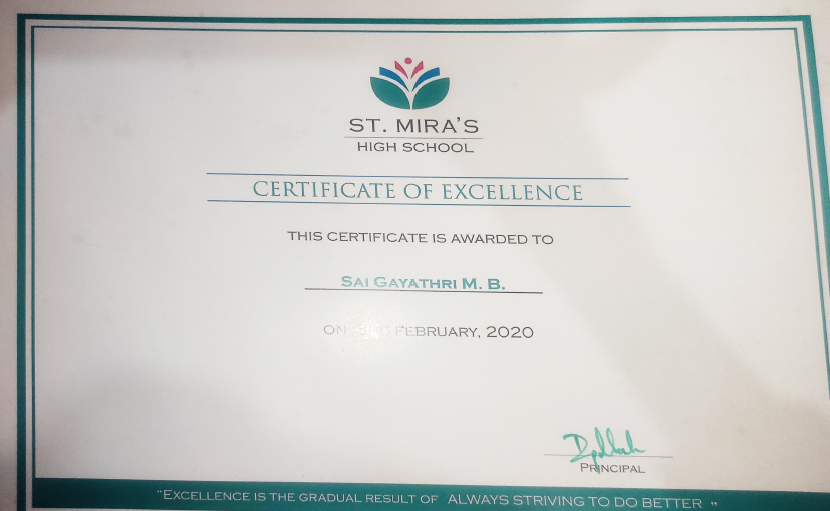 ST. MIRA'S
HIGH SCHOOL
CERTIFICATE OF EXCELLENCE
THIS CERTIFICATE IS AWARDED TO
SAI GAYATHRI M. B.
ON FEBRUARY, 2020
PRINCIPAL
"EXCELLENCE IS THE GRADUAL RESULT OF ALWAYS STRIVING TO DO BETTER "